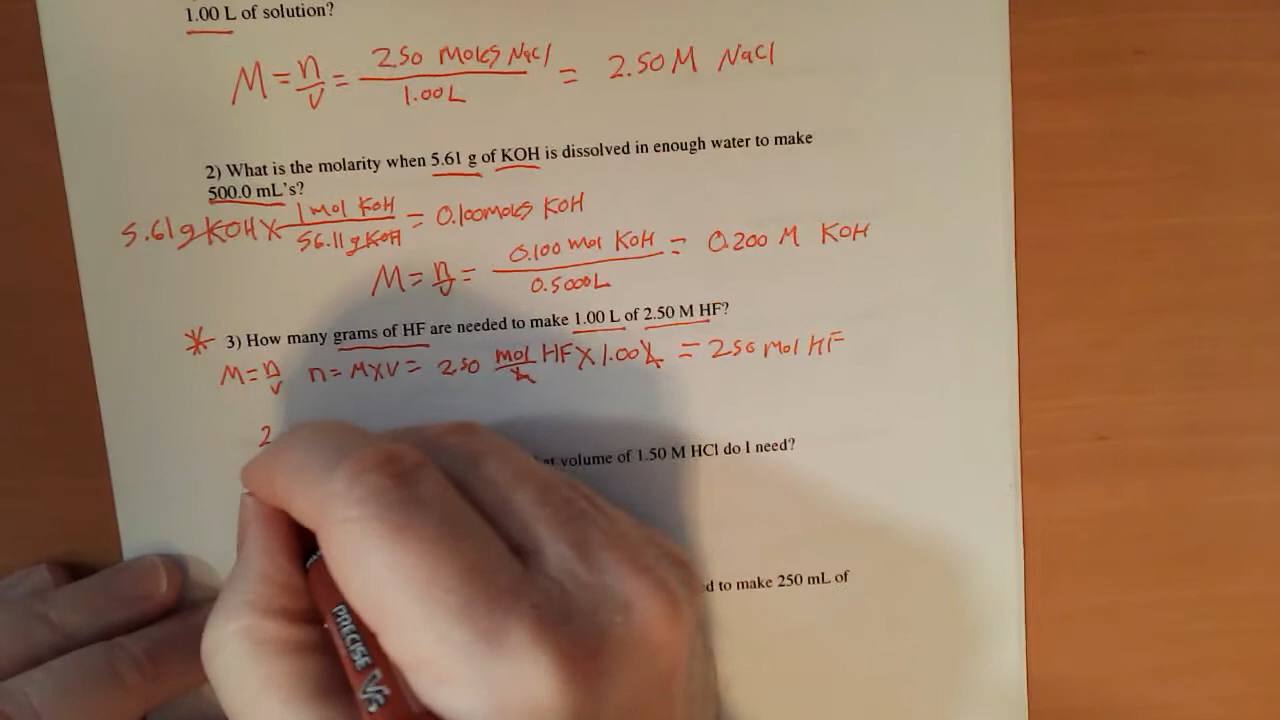 1.00 L of solution?
M = n/V = 2.50 moles NaCl / 1.00 L = 2.50 M NaCl
2) What is the molarity when 5.61 g of KOH is dissolved in enough water to make
500.0 mL's?
5.61 g KOH X 1 mol KOH / 56.11 g KOH = 0.100 moles KOH
M = n/V = 0.100 mol KOH / 0.5000 L = 0.200 M KOH
* 3) How many grams of HF are needed to make 1.00 L of 2.50 M HF?
M = n/V n = M X V = 2.50 mol/L HF X 1.00 L = 2.50 mol HF
2
volume of 1.50 M HCl do I need?
to make 250 mL of
PRECISE V5